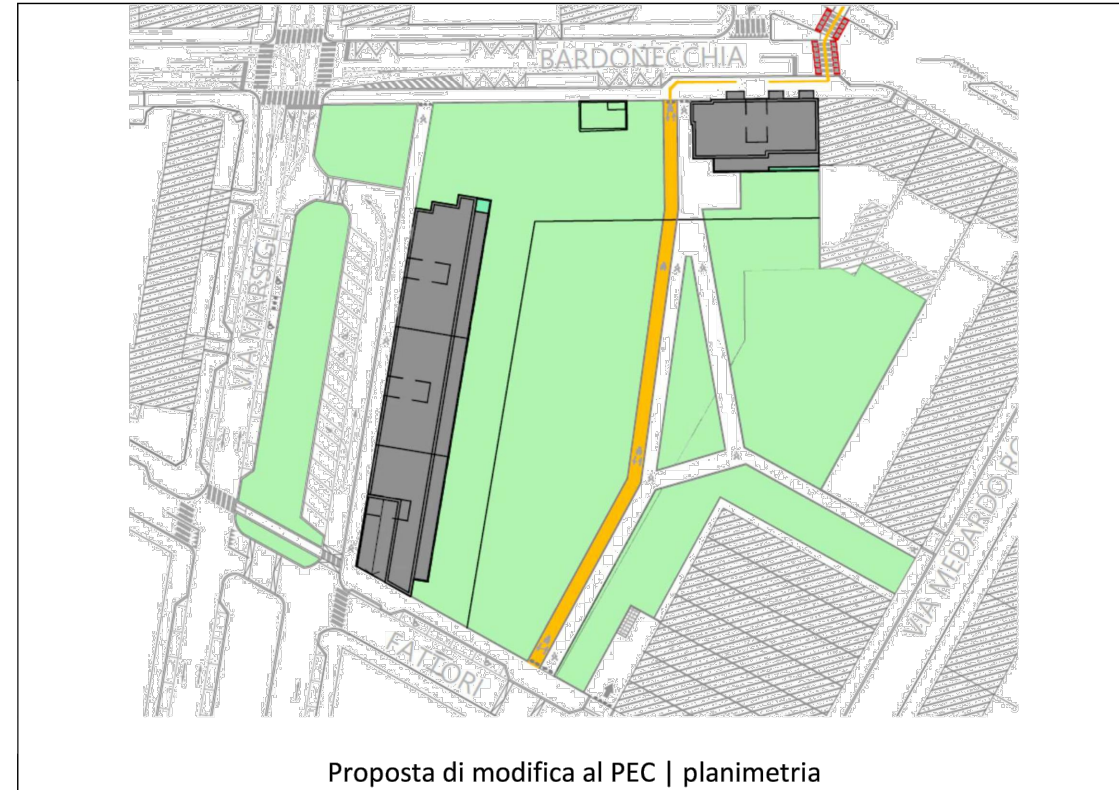 BARDONECCHIA
VIA MARSIGLI
VIA MEDARDO RO
FATTORI
Proposta di modifica al PEC | planimetria